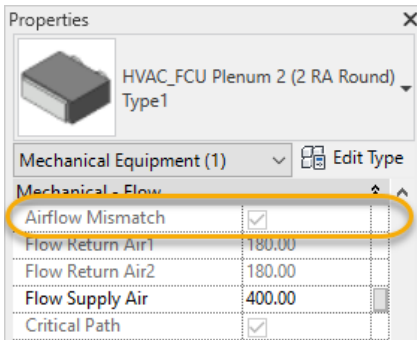 Properties
HVAC_FCU Plenum 2 (2 RA Round)
Type1
Mechanical Equipment (1) Edit Type
Mechanical - Flow
Airflow Mismatch
Flow Return Air1 180.00
Flow Return Air2 180.00
Flow Supply Air 400.00
Critical Path